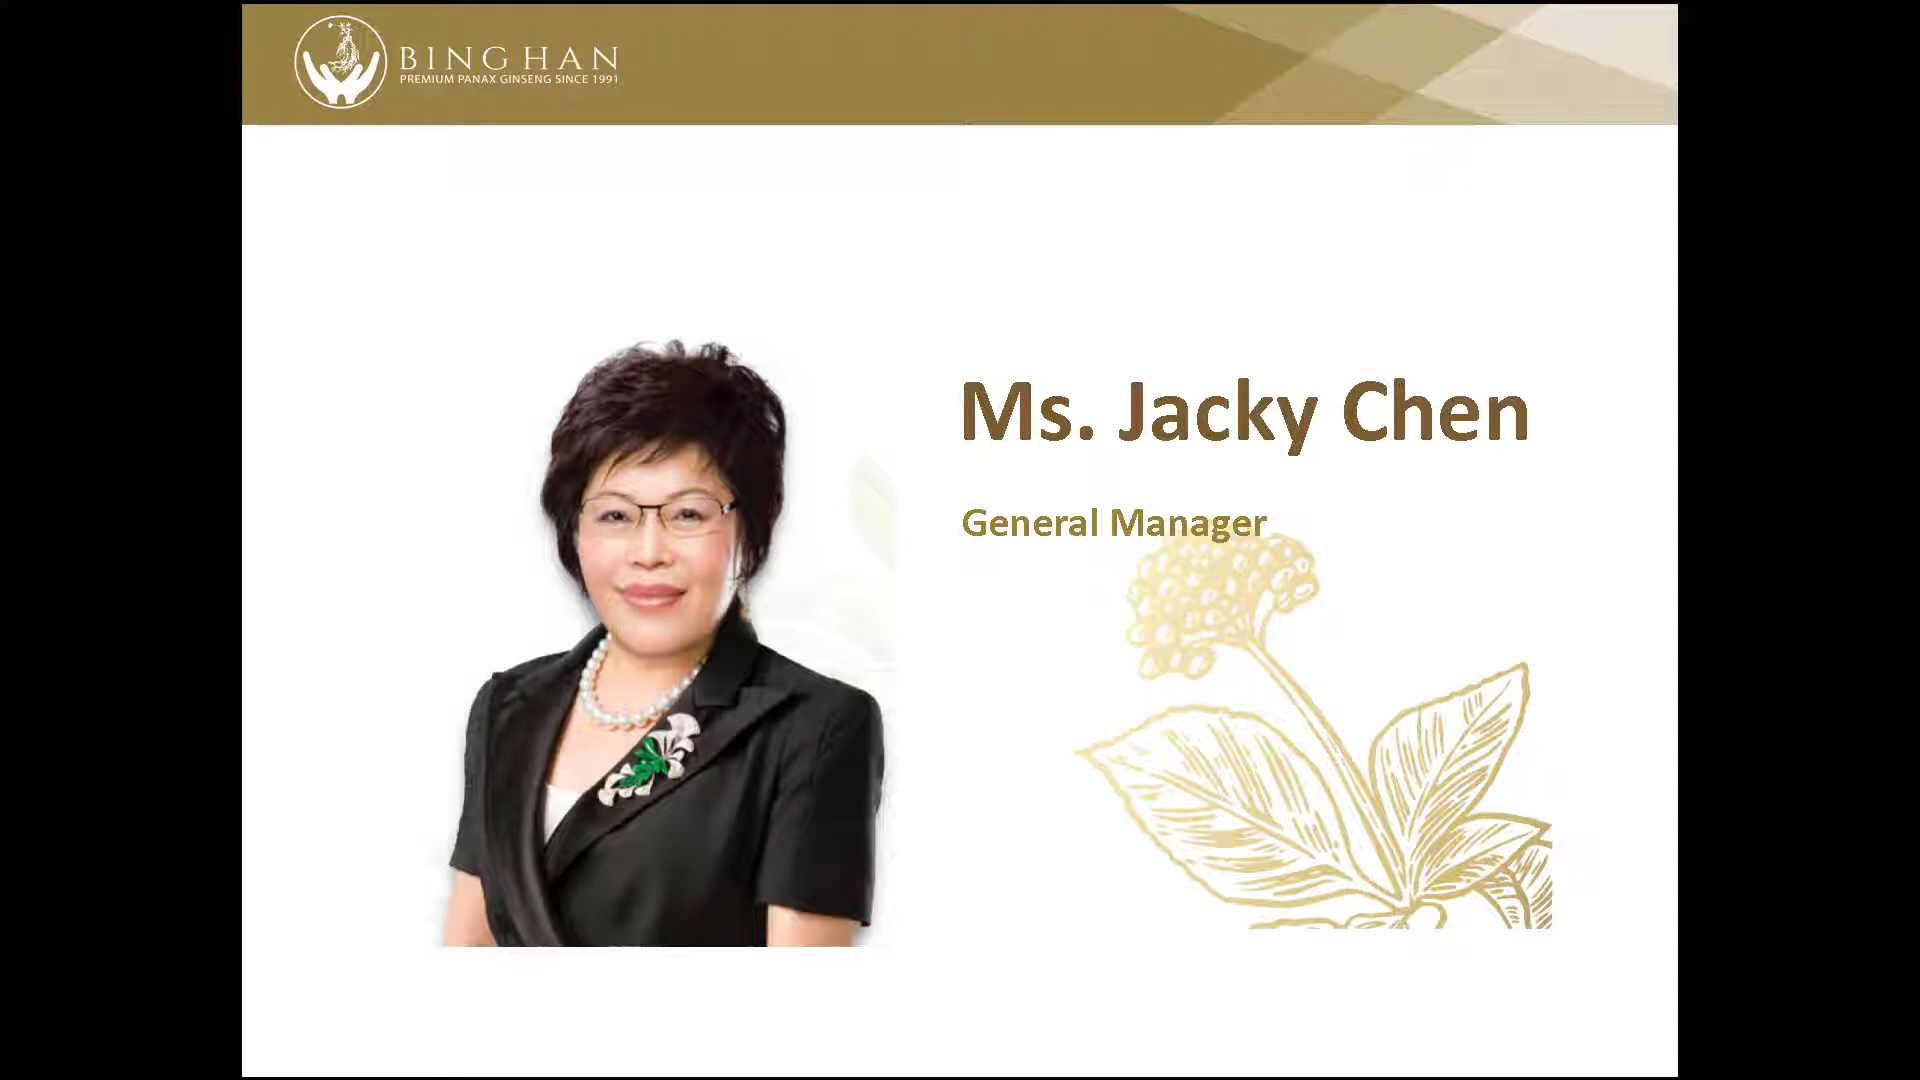 BINGHAN
PREMIUM PANAX GINSENG SINCE 1991
Ms. Jacky Chen
General Manager